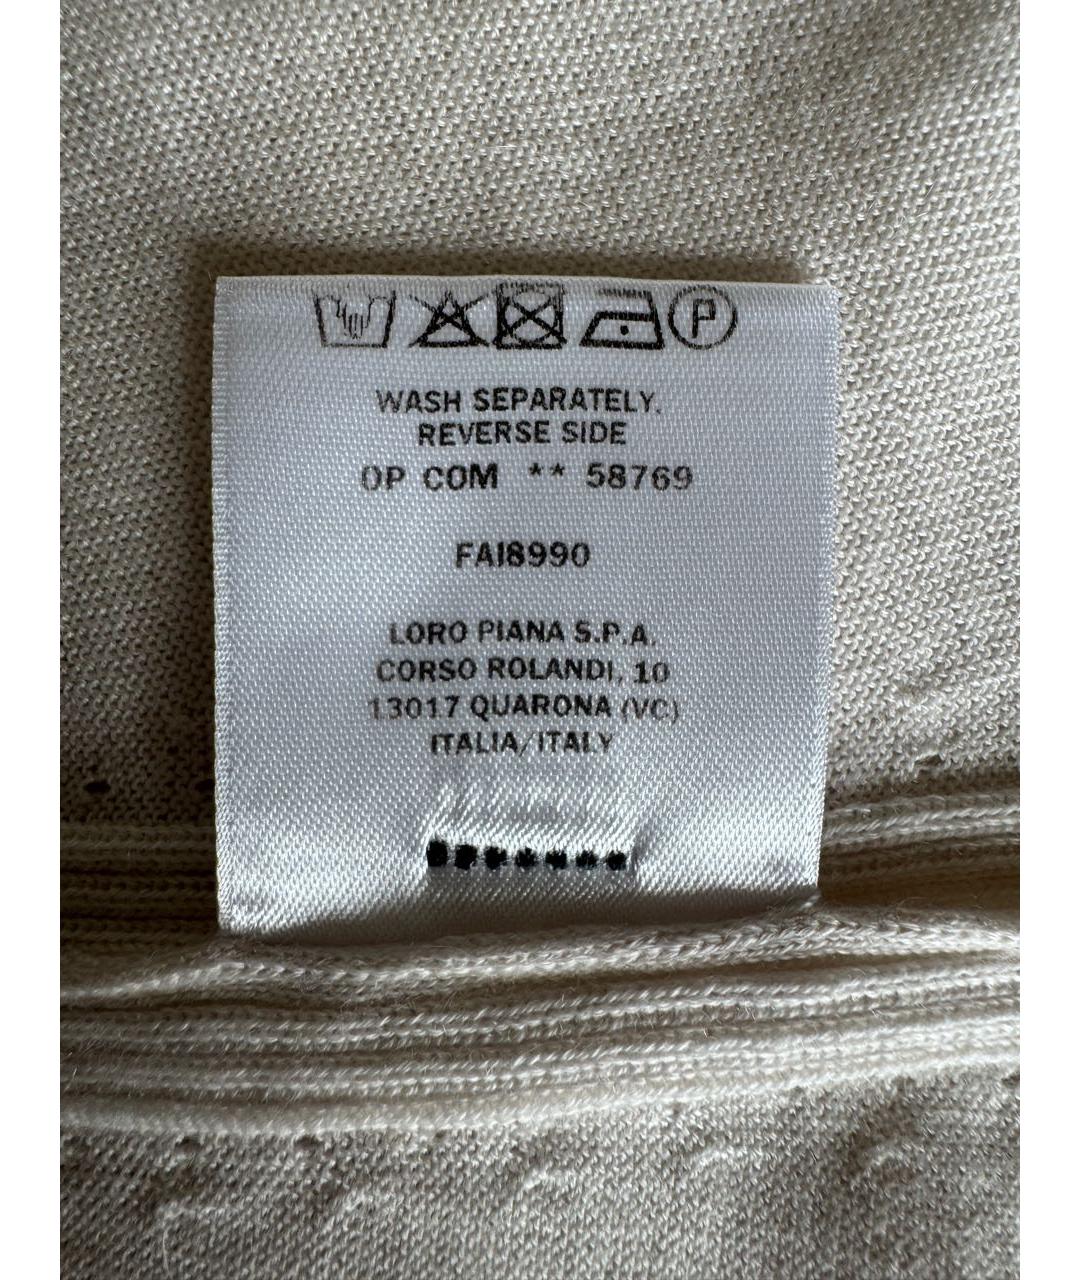 P
WASH SEPARATELY.
REVERSE SIDE
OP COM ** 58769
FAI8990
LORO PIANA S.P.A.
CORSO ROLANDI, 10
13017 QUARONA (VC)
ITALIA/ITALY